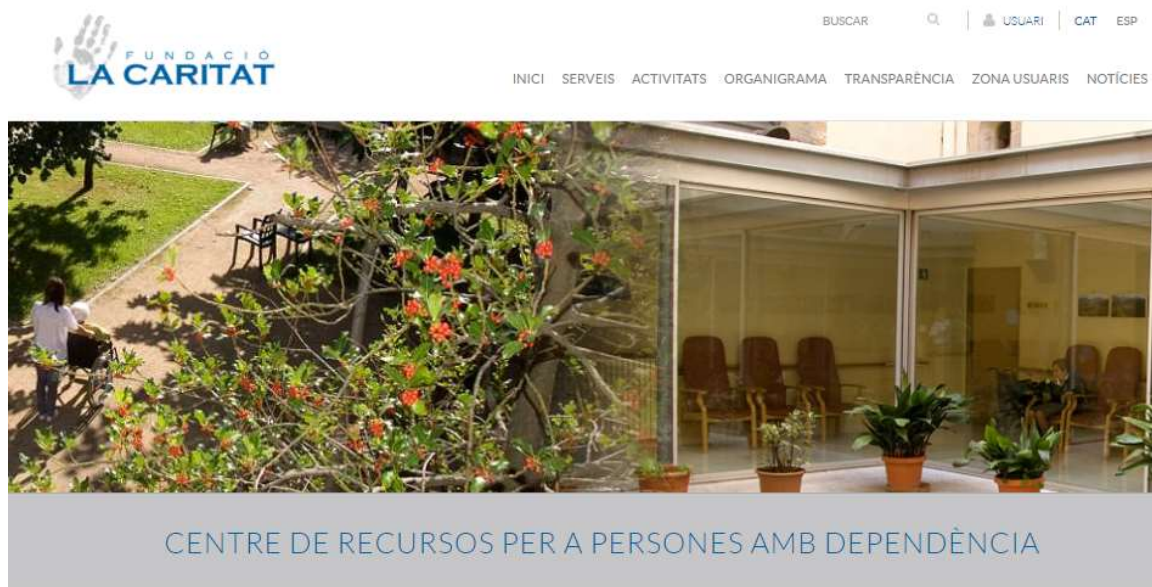 BUSCAR USUARI CAT ESP
FUNDACIÓ
LA CARITAT
INICI SERVEIS ACTIVITATS ORGANIGRAMA TRANSPARÈNCIA ZONA USUARIS NOTÍCIES
CENTRE DE RECURSOS PER A PERSONES AMB DEPENDÈNCIA